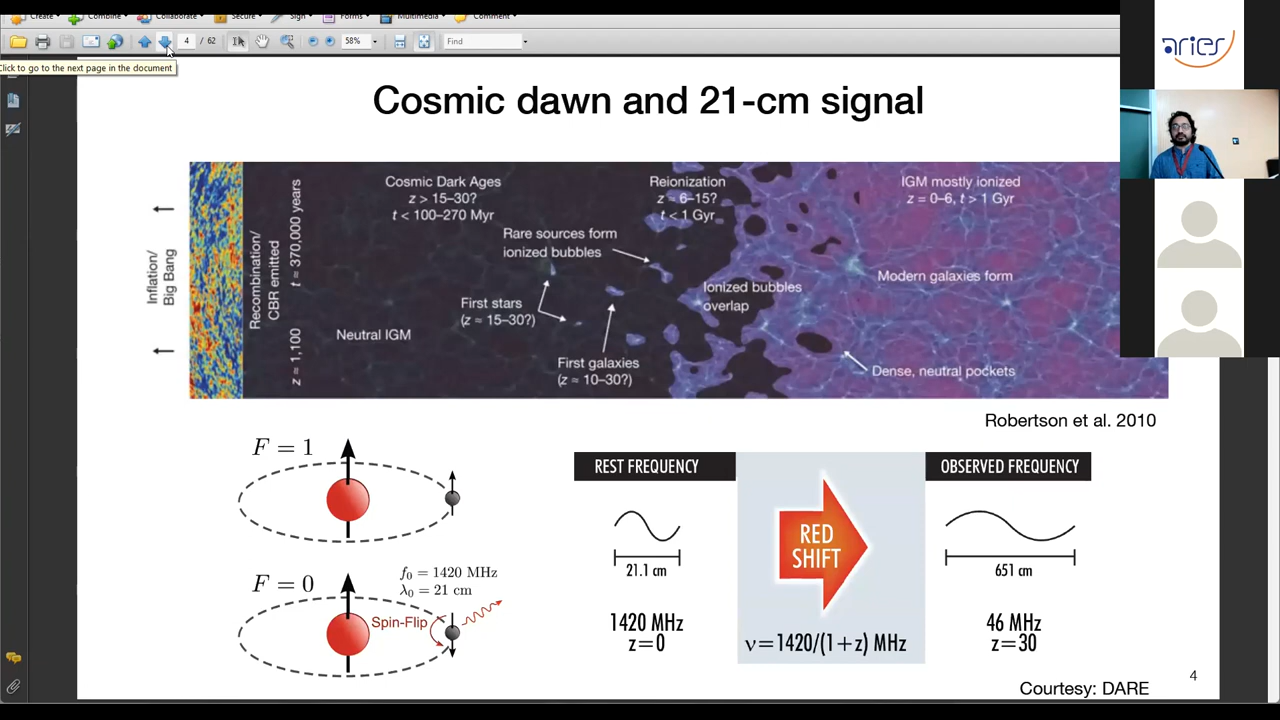 Create
Combine
Collaborate
Secure
Sign
Forms
Multimedia
Comment
4 / 62
58%
Find
Click to go to the next page in the document
aries
Cosmic dawn and 21-cm signal
Inflation/
Big Bang
Recombination/
CBR emitted
z ≈ 1,100
t ≈ 370,000 years
Cosmic Dark Ages
z > 15–30?
t < 100–270 Myr
Reionization
z ≈ 6–15?
t < 1 Gyr
IGM mostly ionized
z = 0–6, t > 1 Gyr
Rare sources form
ionized bubbles
First stars
(z ≈ 15–30?)
Neutral IGM
First galaxies
(z ≈ 10–30?)
Ionized bubbles
overlap
Modern galaxies form
Dense, neutral pockets
Robertson et al. 2010
F = 1
F = 0
f₀ = 1420 MHz
λ₀ = 21 cm
Spin-Flip
REST FREQUENCY
21.1 cm
1420 MHz
z=0
RED
SHIFT
ν=1420/(1+z) MHz
OBSERVED FREQUENCY
651 cm
46 MHz
z=30
4
Courtesy: DARE